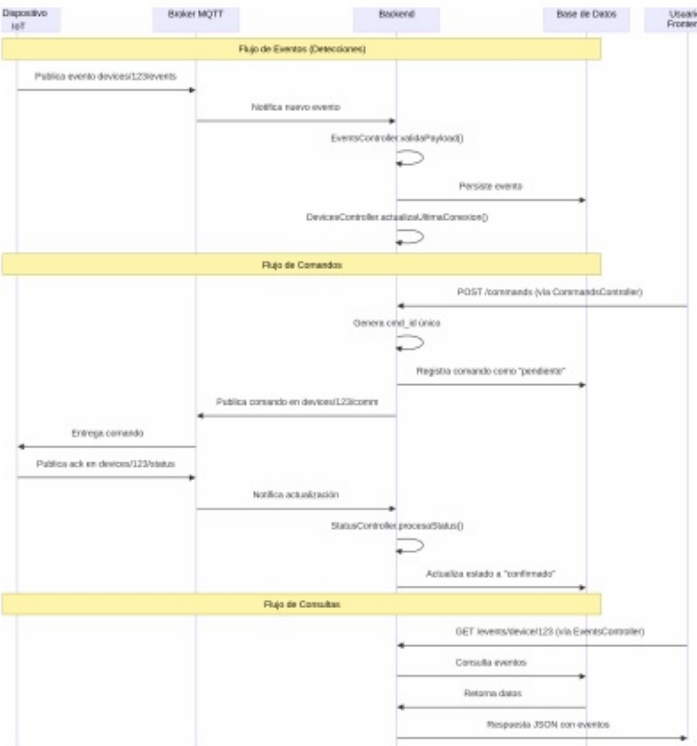 Dispositivo
IoT
Broker MQTT
Backend
Base de Datos
Usuari
Fronten
Flujo de Eventos (Detecciones)
Publica evento devices/123/events
Notifica nuevo evento
EventsController.validaPayload()
Persiste evento
DevicesController.actualizaUltimaConexion()
Flujo de Comandos
POST /commands (via CommandsController)
Genera cmd_id único
Registra comando como "pendiente"
Publica comando en devices/123/comm
Entrega comando
Publica ack en devices/123/status
Notifica actualización
StatusController.procesaStatus()
Actualiza estado a "confirmado"
Flujo de Consultas
GET /events/device/123 (via EventsController)
Consulta eventos
Retorna datos
Respuesta JSON con eventos